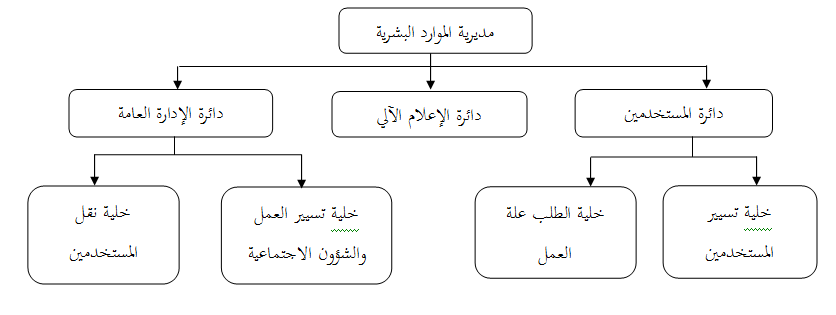 مديرية الموارد البشرية
دائرة المستخدمين
دائرة الإعلام الآلي
دائرة الإدارة العامة
خلية تسيير
المستخدمين
خلية الطلب علة
العمل
خلية تسيير العمل
والشؤون الاجتماعية
خلية نقل
المستخدمين